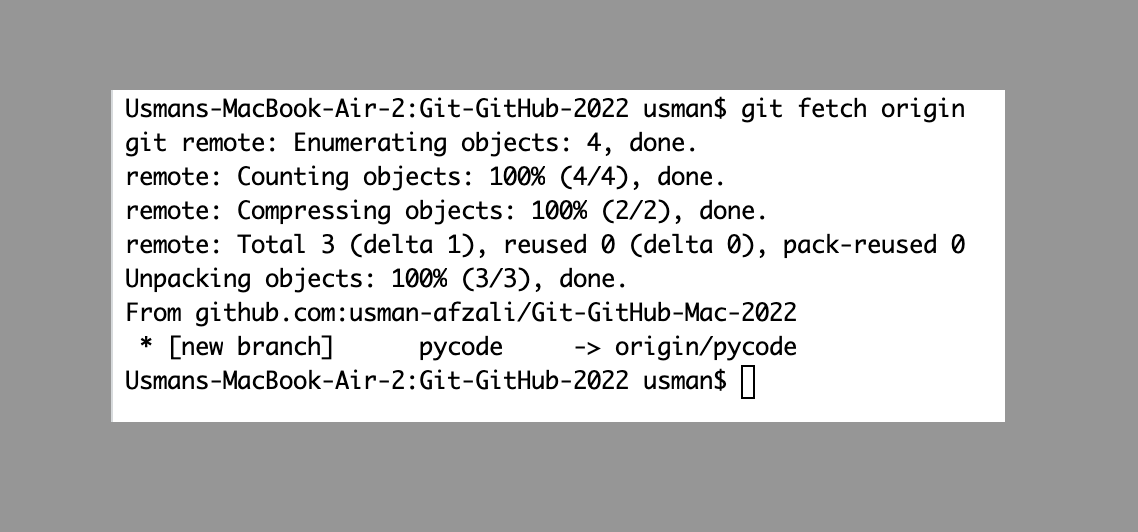 Usmans-MacBook-Air-2:Git-GitHub-2022 usman$ git fetch origin
git remote: Enumerating objects: 4, done.
remote: Counting objects: 100% (4/4), done.
remote: Compressing objects: 100% (2/2), done.
remote: Total 3 (delta 1), reused 0 (delta 0), pack-reused 0
Unpacking objects: 100% (3/3), done.
From github.com:usman-afzali/Git-GitHub-Mac-2022
 * [new branch]      pycode     -> origin/pycode
Usmans-MacBook-Air-2:Git-GitHub-2022 usman$